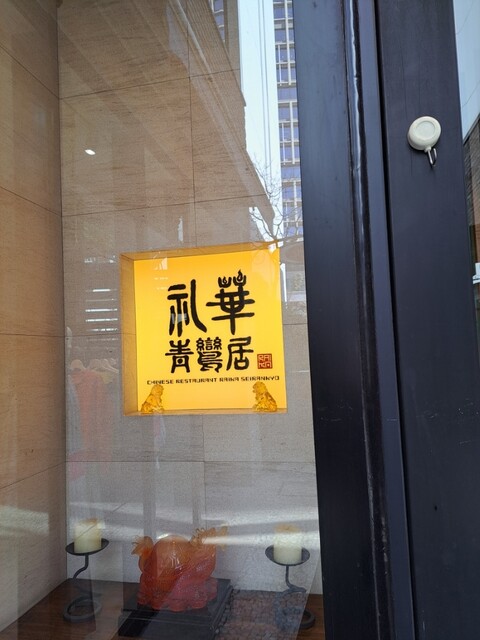 礼華
青鸞居
CHINESE RESTAURANT RAIKA SEIRANKYO